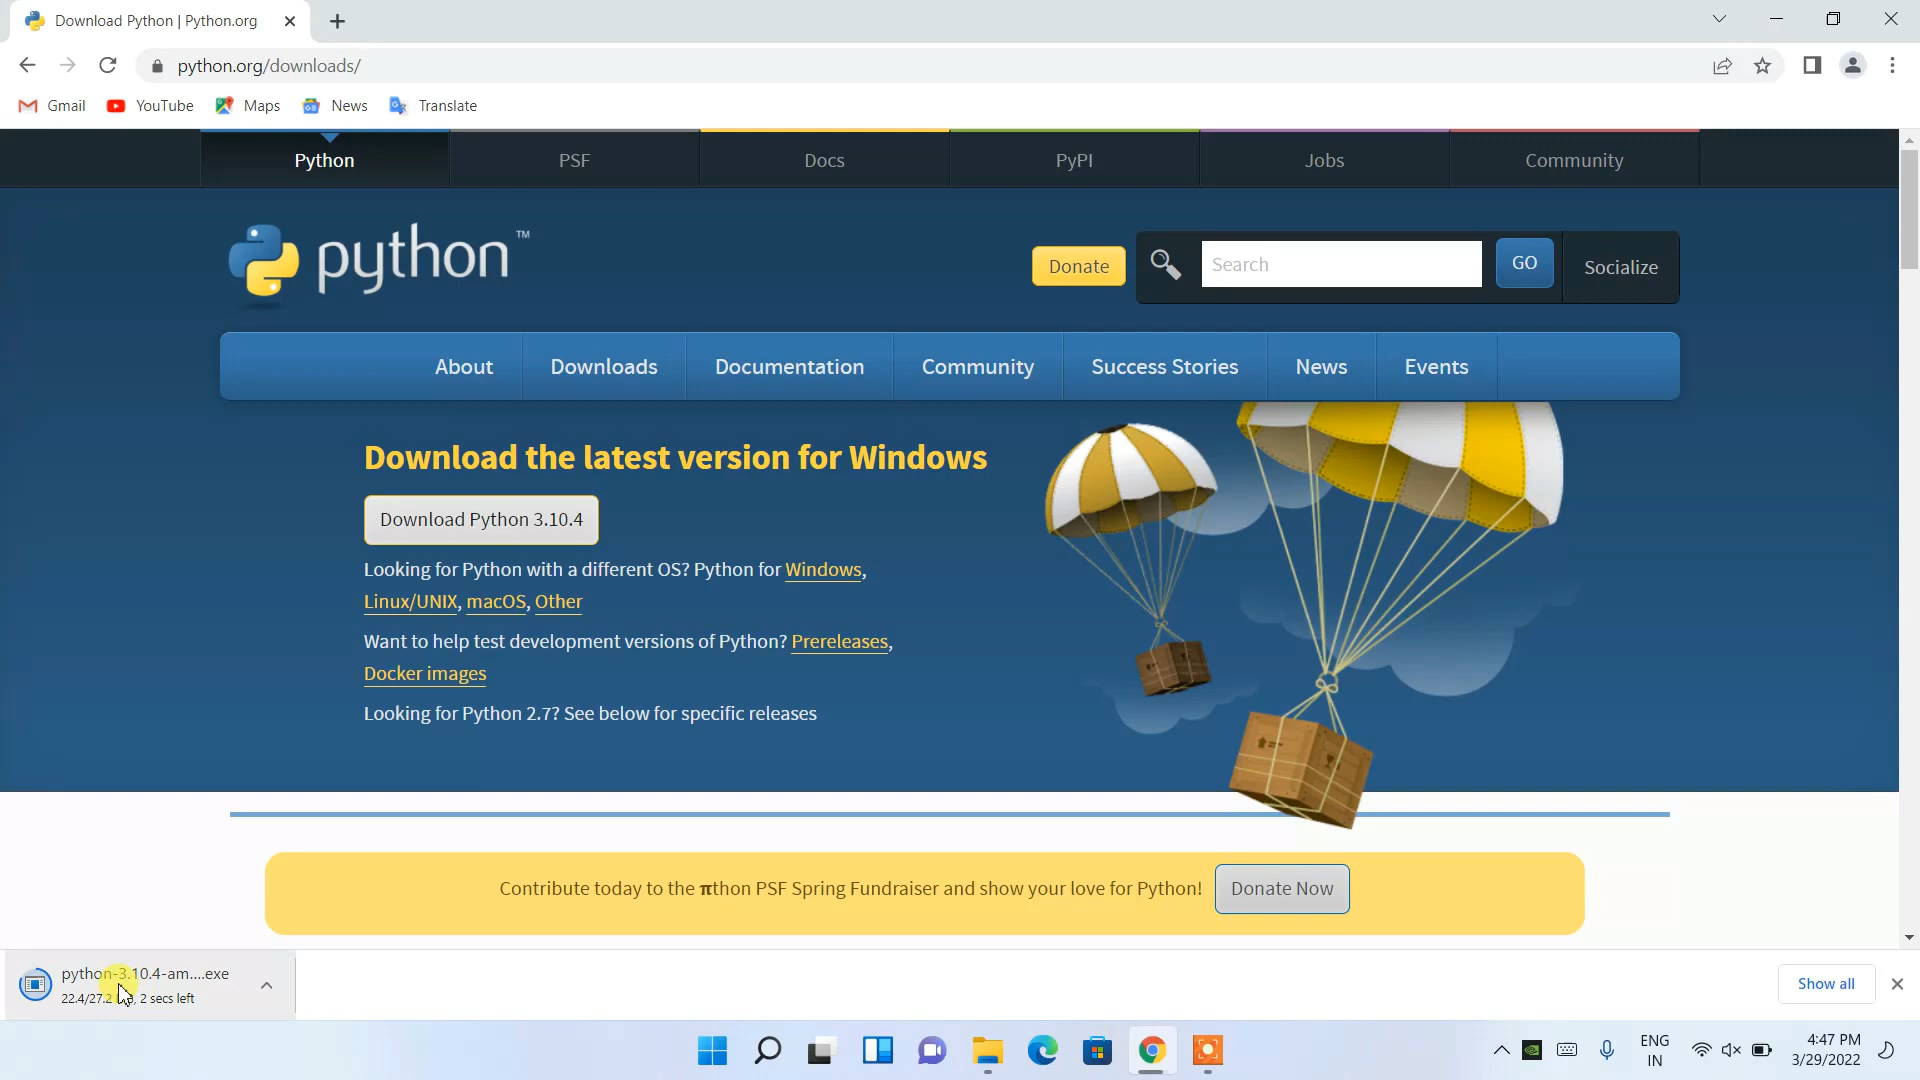 Download Python | Python.org
python.org/downloads/
Gmail YouTube Maps News Translate
Python PSF Docs PyPI Jobs Community
python™
Donate Search GO Socialize
About Downloads Documentation Community Success Stories News Events
Download the latest version for Windows
Download Python 3.10.4
Looking for Python with a different OS? Python for Windows,
Linux/UNIX, macOS, Other
Want to help test development versions of Python? Prereleases,
Docker images
Looking for Python 2.7? See below for specific releases
Contribute today to the πthon PSF Spring Fundraiser and show your love for Python! Donate Now
python-3.10.4-am....exe
22.4/27.2 2 secs left
Show all
ENG
IN
4:47 PM
3/29/2022